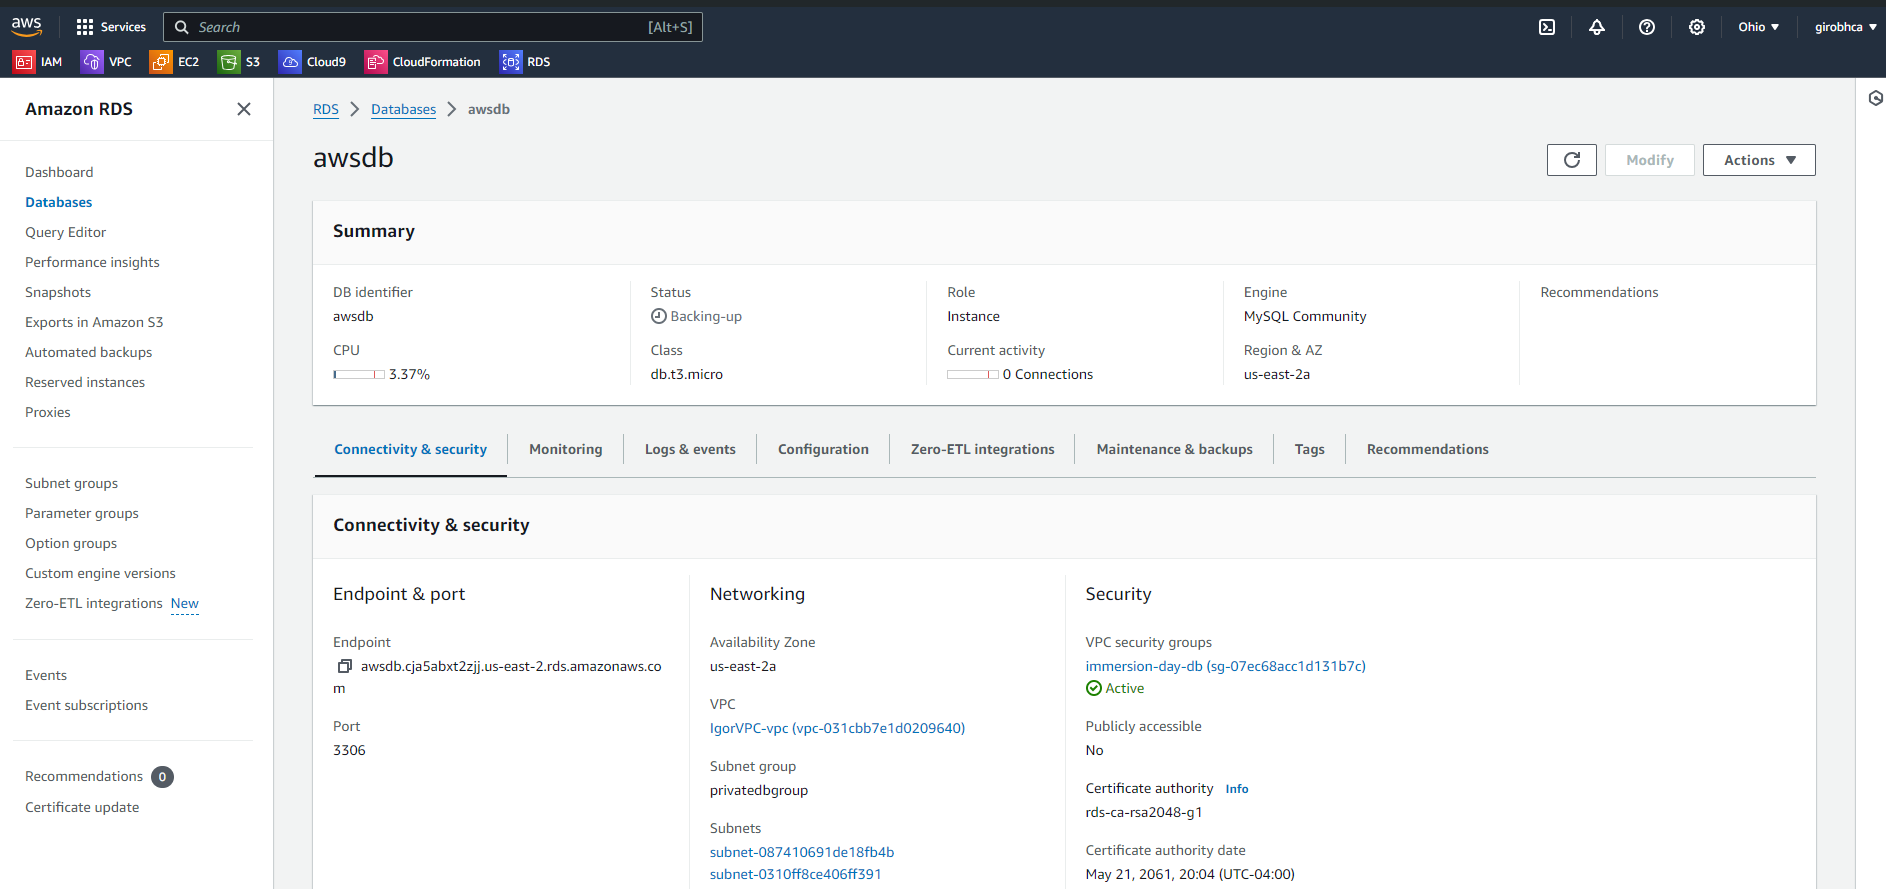 aws
Services
Search
[Alt+S]
Ohio ▼
girobhca ▼
IAM
VPC
EC2
S3
Cloud9
CloudFormation
RDS
Amazon RDS
Dashboard
Databases
Query Editor
Performance insights
Snapshots
Exports in Amazon S3
Automated backups
Reserved instances
Proxies
Subnet groups
Parameter groups
Option groups
Custom engine versions
Zero-ETL integrations New
Events
Event subscriptions
Recommendations 0
Certificate update
RDS > Databases > awsdb
awsdb
Modify
Actions ▼
Summary
DB identifier
awsdb
CPU
3.37%
Status
Backing-up
Class
db.t3.micro
Role
Instance
Current activity
0 Connections
Engine
MySQL Community
Region & AZ
us-east-2a
Recommendations
Connectivity & security
Monitoring
Logs & events
Configuration
Zero-ETL integrations
Maintenance & backups
Tags
Recommendations
Connectivity & security
Endpoint & port
Endpoint
awsdb.cja5abxt2zjj.us-east-2.rds.amazonaws.co
m
Port
3306
Networking
Availability Zone
us-east-2a
VPC
IgorVPC-vpc (vpc-031cbb7e1d0209640)
Subnet group
privatedbgroup
Subnets
subnet-087410691de18fb4b
subnet-0310ff8ce406ff391
Security
VPC security groups
immersion-day-db (sg-07ec68acc1d131b7c)
Active
Publicly accessible
No
Certificate authority Info
rds-ca-rsa2048-g1
Certificate authority date
May 21, 2061, 20:04 (UTC-04:00)